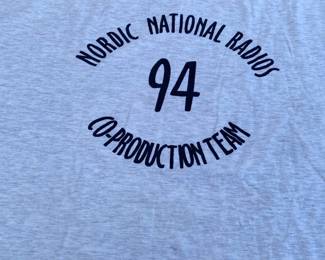 NORDIC NATIONAL RADIOS
94
CO-PRODUCTION TEAM